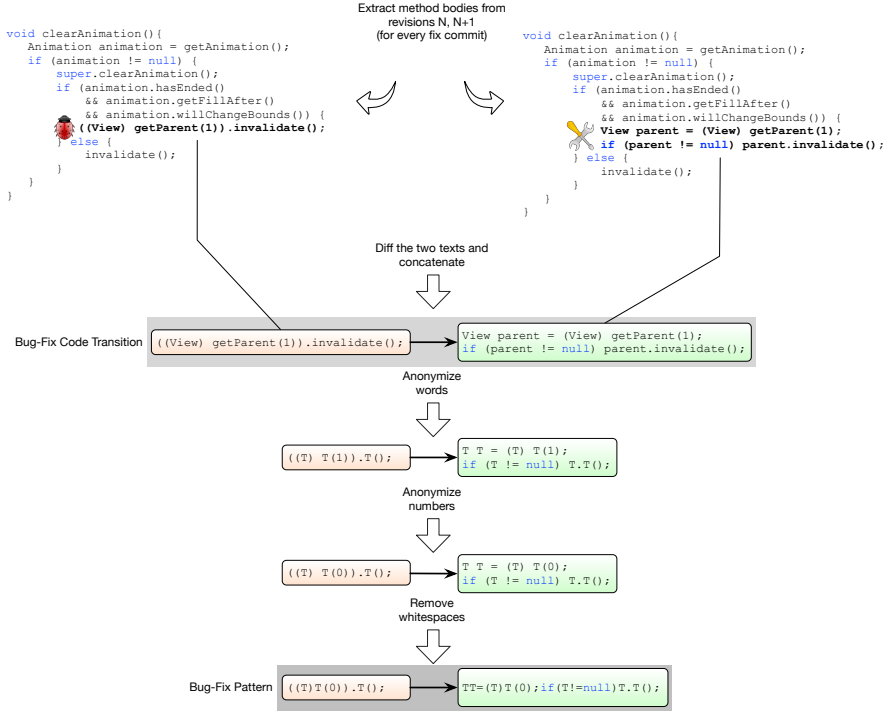 Extract method bodies from
revisions N, N+1
(for every fix commit)
void clearAnimation(){
Animation animation = getAnimation();
if (animation != null) {
super.clearAnimation();
if (animation.hasEnded()
&& animation.getFillAfter()
&& animation.willChangeBounds()) {
((View) getParent(1)).invalidate();
} else {
invalidate();
}
}
}
void clearAnimation(){
Animation animation = getAnimation();
if (animation != null) {
super.clearAnimation();
if (animation.hasEnded()
&& animation.getFillAfter()
&& animation.willChangeBounds()) {
View parent = (View) getParent(1);
if (parent != null) parent.invalidate();
} else {
invalidate();
}
}
}
Diff the two texts and
concatenate
Bug-Fix Code Transition
((View) getParent(1)).invalidate();
View parent = (View) getParent(1);
if (parent != null) parent.invalidate();
Anonymize
words
((T) T(1)).T();
T T = (T) T(1);
if (T != null) T.T();
Anonymize
numbers
((T) T(0)).T();
T T = (T) T(0);
if (T != null) T.T();
Remove
whitespaces
Bug-Fix Pattern
((T)T(0)).T();
TT=(T)T(0);if(T!=null)T.T();